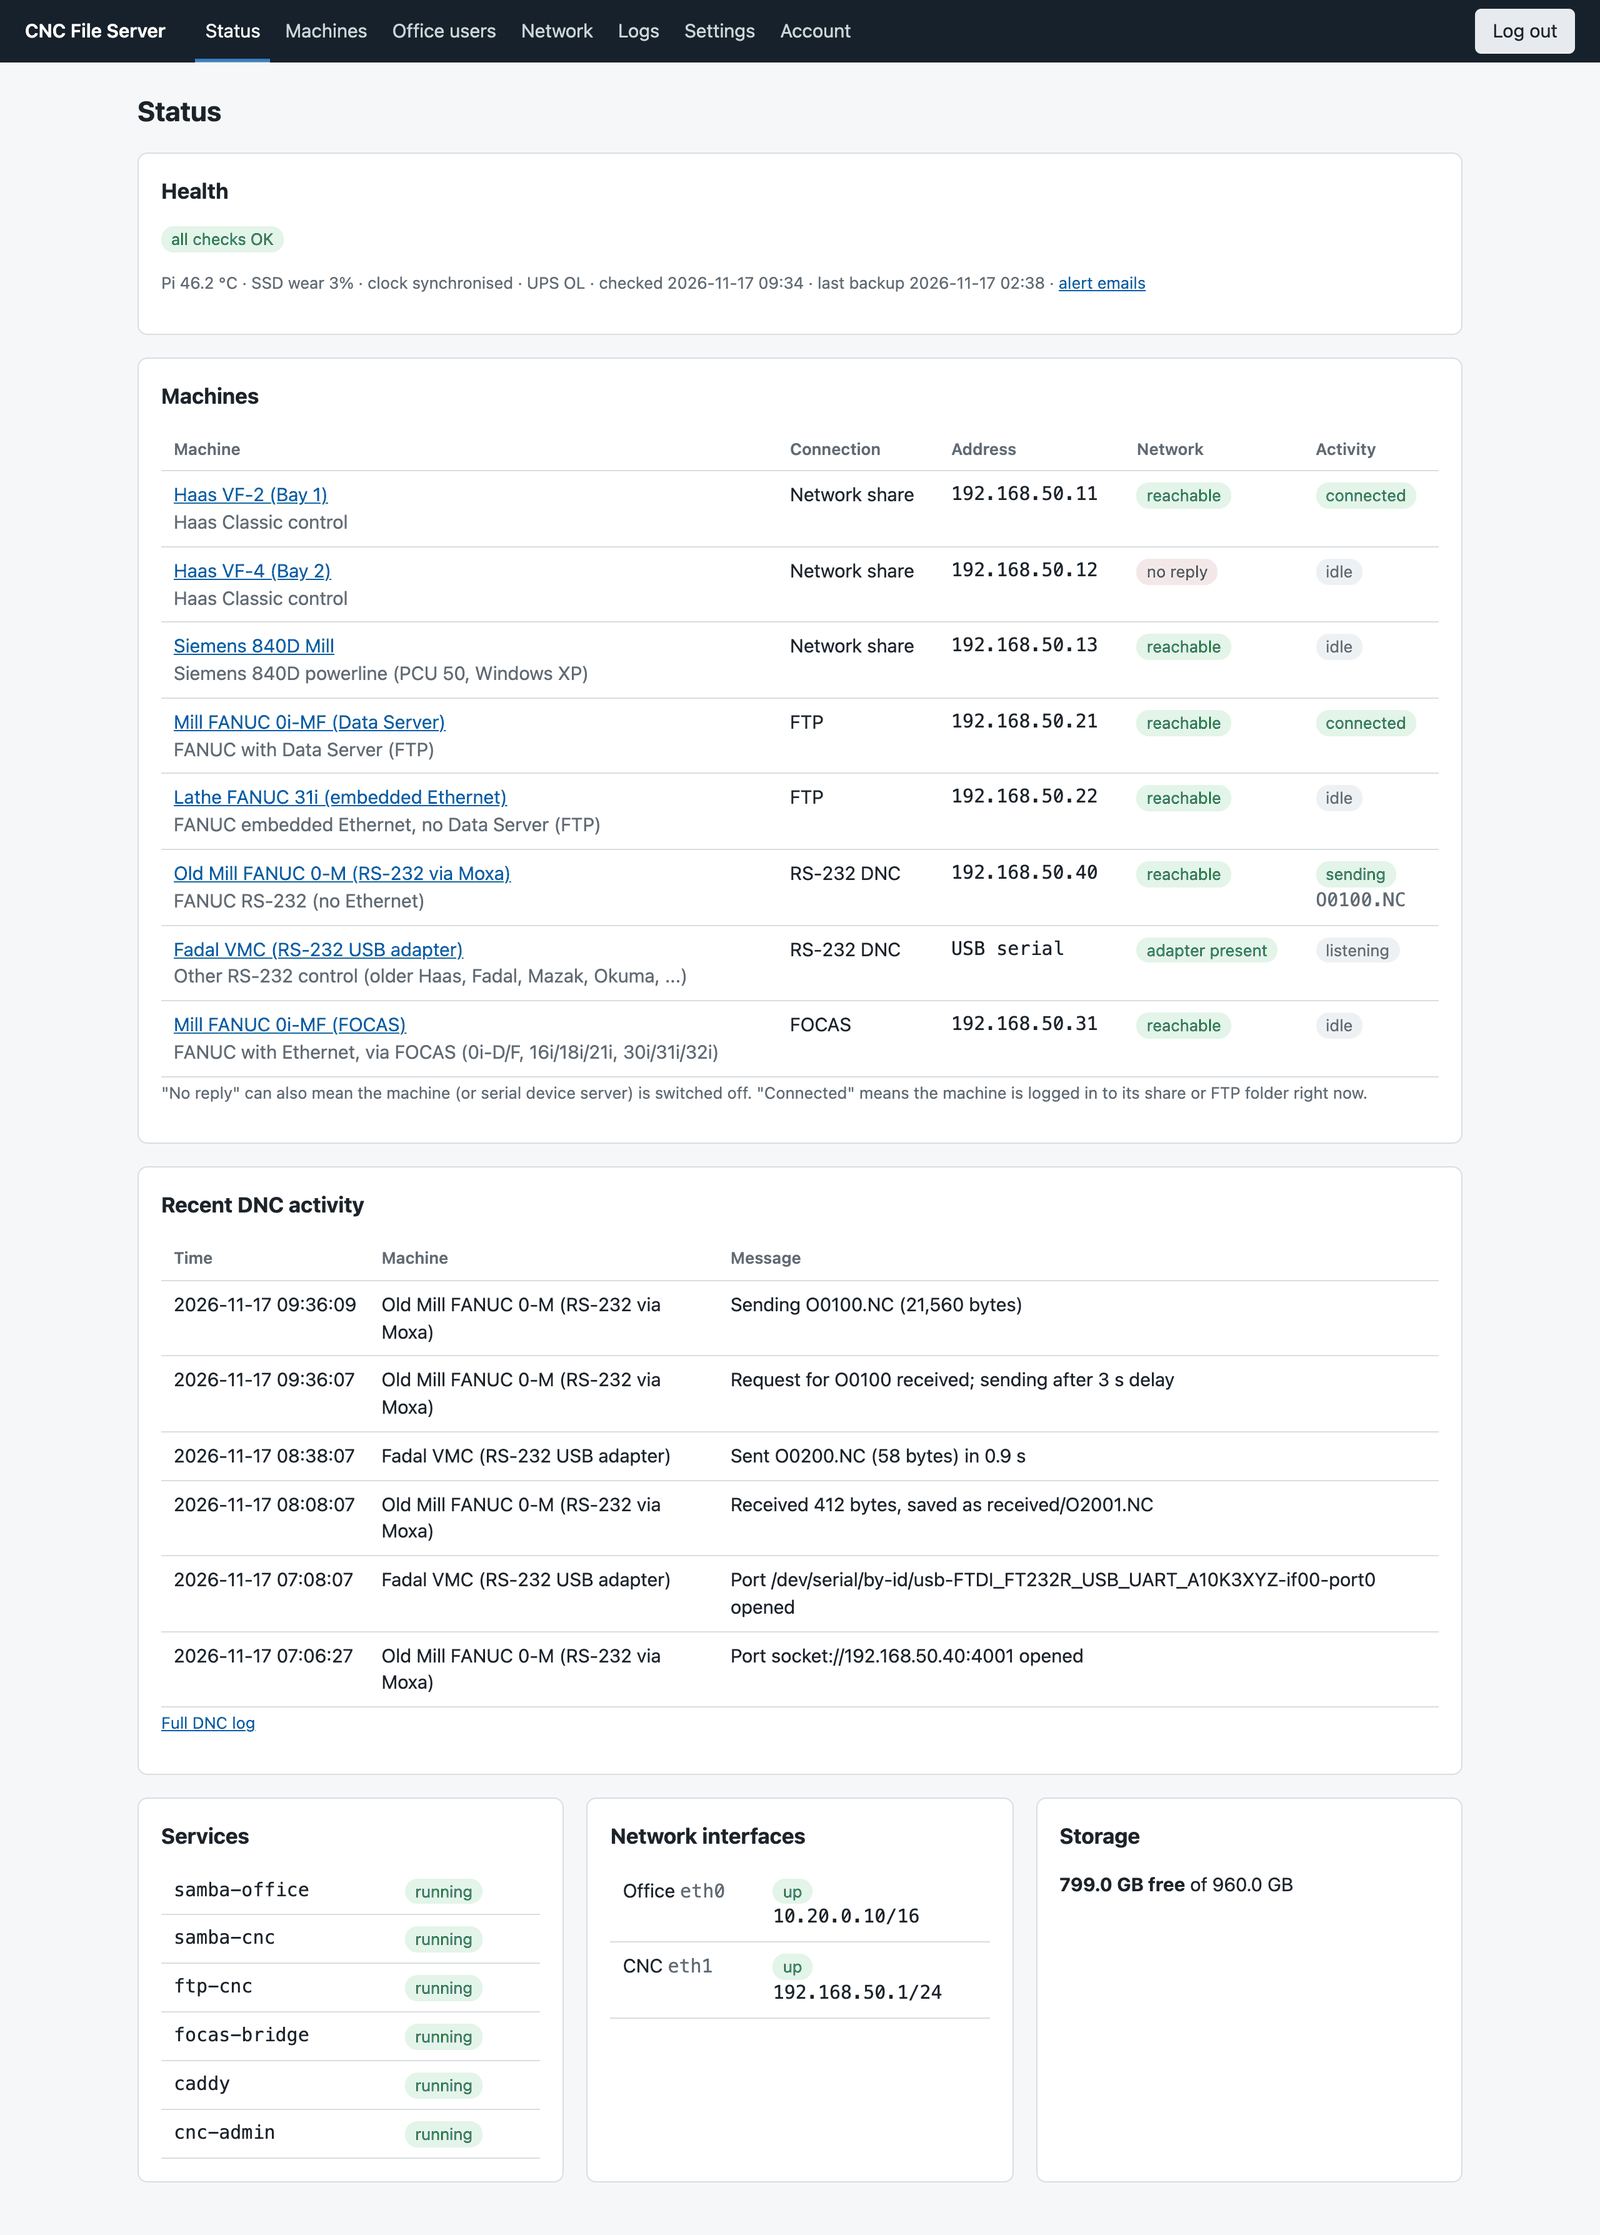 CNC File Server Status Machines Office users Network Logs Settings Account Log out
Status
Health
all checks OK
Pi 46.2 °C · SSD wear 3% · clock synchronised · UPS OL · checked 2026-11-17 09:34 · last backup 2026-11-17 02:38 · alert emails
Machines
Machine Connection Address Network Activity
Haas VF-2 (Bay 1) Network share 192.168.50.11 reachable connected
Haas Classic control
Haas VF-4 (Bay 2) Network share 192.168.50.12 no reply idle
Haas Classic control
Siemens 840D Mill Network share 192.168.50.13 reachable idle
Siemens 840D powerline (PCU 50, Windows XP)
Mill FANUC 0i-MF (Data Server) FTP 192.168.50.21 reachable connected
FANUC with Data Server (FTP)
Lathe FANUC 31i (embedded Ethernet) FTP 192.168.50.22 reachable idle
FANUC embedded Ethernet, no Data Server (FTP)
Old Mill FANUC 0-M (RS-232 via Moxa) RS-232 DNC 192.168.50.40 reachable sending
FANUC RS-232 (no Ethernet) O0100.NC
Fadal VMC (RS-232 USB adapter) RS-232 DNC USB serial adapter present listening
Other RS-232 control (older Haas, Fadal, Mazak, Okuma, ...)
Mill FANUC 0i-MF (FOCAS) FOCAS 192.168.50.31 reachable idle
FANUC with Ethernet, via FOCAS (0i-D/F, 16i/18i/21i, 30i/31i/32i)
"No reply" can also mean the machine (or serial device server) is switched off. "Connected" means the machine is logged in to its share or FTP folder right now.
Recent DNC activity
Time Machine Message
2026-11-17 09:36:09 Old Mill FANUC 0-M (RS-232 via Sending O0100.NC (21,560 bytes)
Moxa)
2026-11-17 09:36:07 Old Mill FANUC 0-M (RS-232 via Request for O0100 received; sending after 3 s delay
Moxa)
2026-11-17 08:38:07 Fadal VMC (RS-232 USB adapter) Sent O0200.NC (58 bytes) in 0.9 s
2026-11-17 08:08:07 Old Mill FANUC 0-M (RS-232 via Received 412 bytes, saved as received/O2001.NC
Moxa)
2026-11-17 07:08:07 Fadal VMC (RS-232 USB adapter) Port /dev/serial/by-id/usb-FTDI_FT232R_USB_UART_A10K3XYZ-if00-port0
opened
2026-11-17 07:06:27 Old Mill FANUC 0-M (RS-232 via Port socket://192.168.50.40:4001 opened
Moxa)
Full DNC log
Services
samba-office running
samba-cnc running
ftp-cnc running
focas-bridge running
caddy running
cnc-admin running
Network interfaces
Office eth0 up
10.20.0.10/16
CNC eth1 up
192.168.50.1/24
Storage
799.0 GB free of 960.0 GB